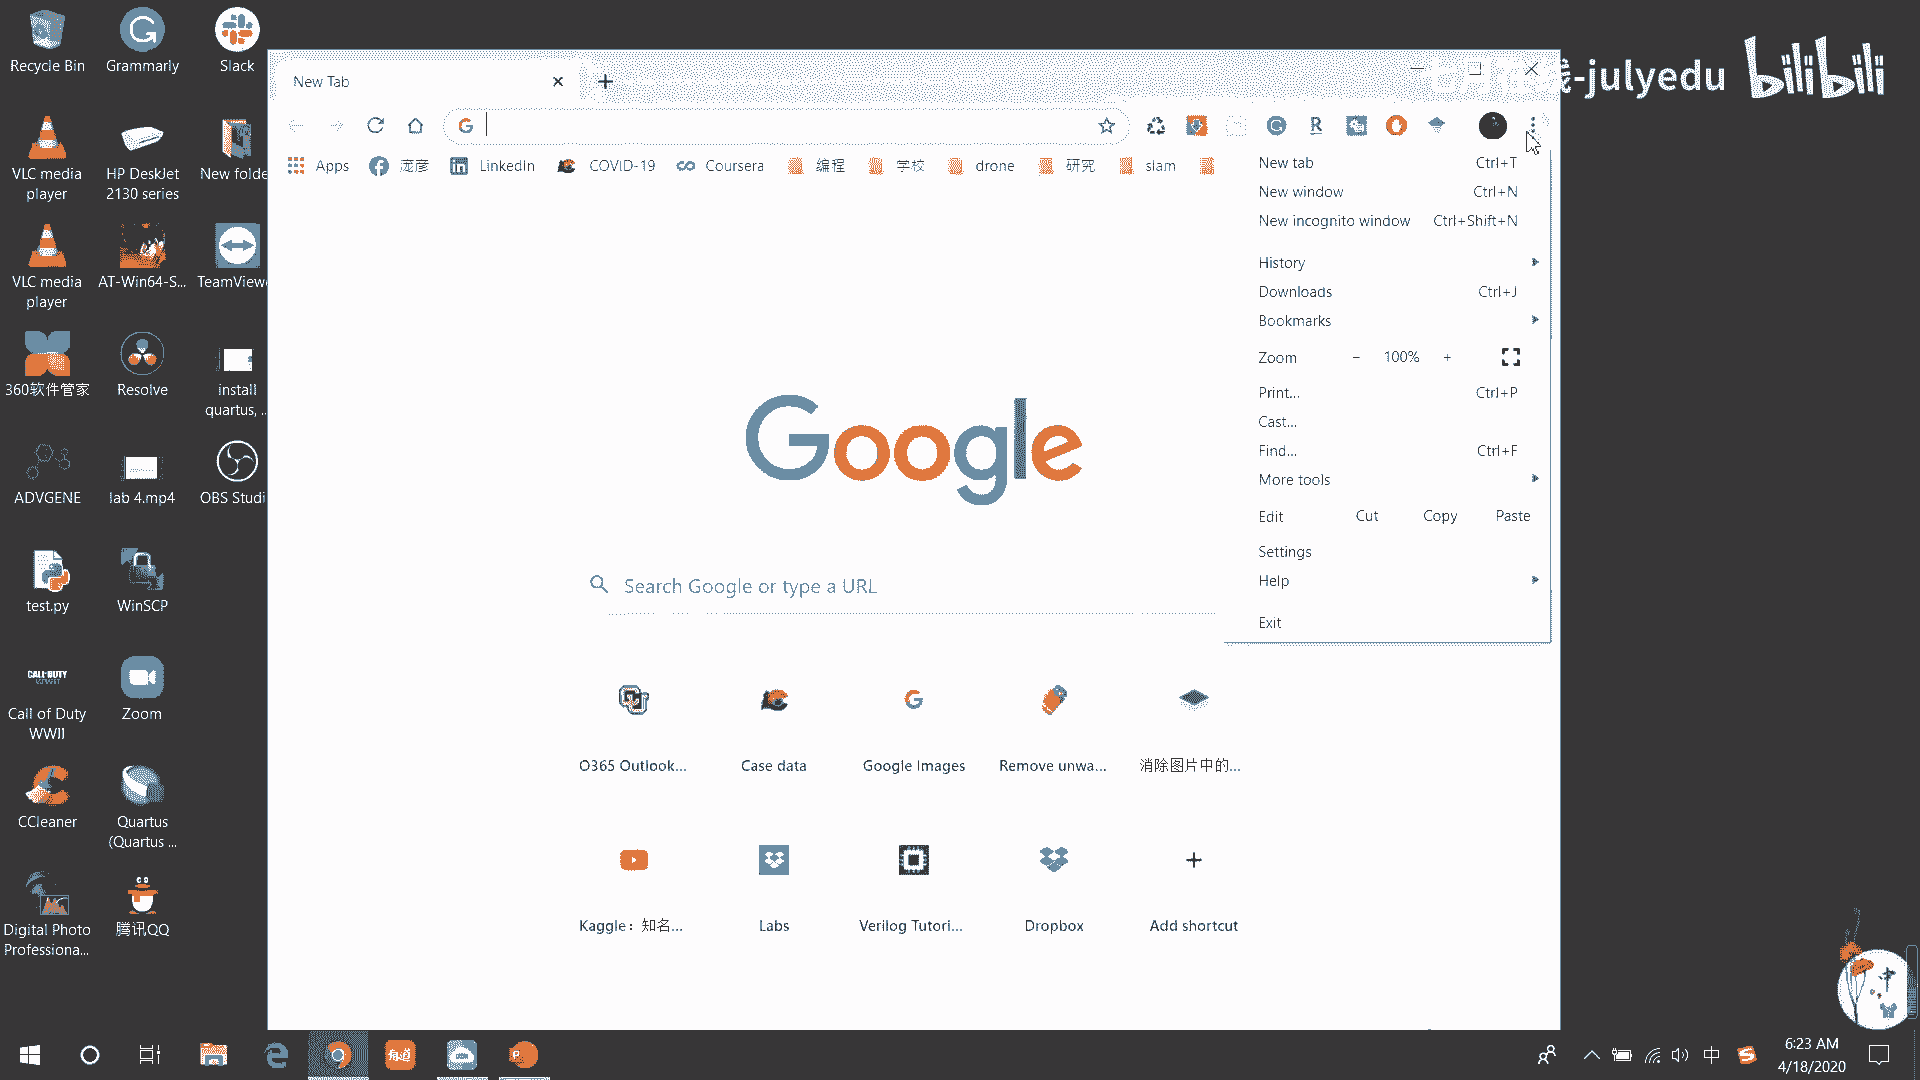 Recycle Bin
Grammarly
Slack
VLC media
player
HP DeskJet
2130 series
New folde
VLC media
player
AT-Win64-S...
TeamView
360软件管家
Resolve
install
quartus, ..
ADVGENE
lab 4.mp4
OBS Studi
test.py
WinSCP
CALL·DUTY
Call of Duty
WWII
Zoom
CCleaner
Quartus
(Quartus ...
Digital Photo
Professiona...
腾讯QQ
-julyedu
bilibili
New Tab
Apps
LinkedIn
COVID-19
Coursera
编程
学校
drone
研究
slam
New tab Ctrl+T
New window Ctrl+N
New incognito window Ctrl+Shift+N
History
Downloads Ctrl+J
Bookmarks
Zoom - 100% +
Print... Ctrl+P
Cast...
Find... Ctrl+F
More tools
Edit Cut Copy Paste
Settings
Help
Exit
Google
Search Google or type a URL
O365 Outlook...
Case data
Google Images
Remove unwa...
消除图片中的...
Kaggle：知名...
Labs
Verilog Tutori...
Dropbox
Add shortcut
有道
中
中
6:23 AM
4/18/2020